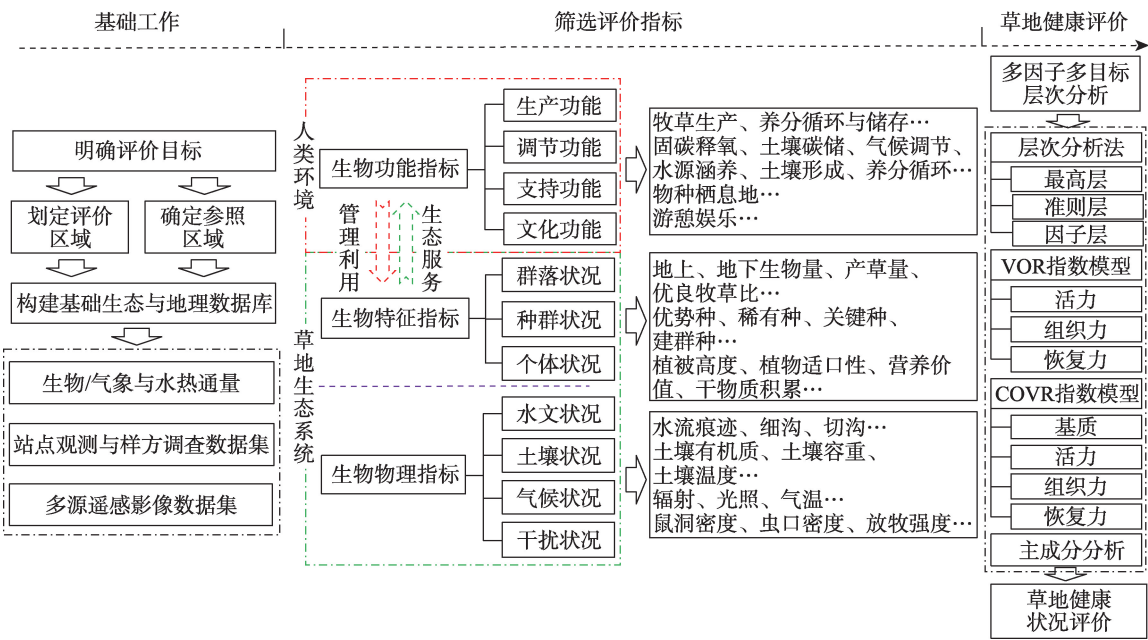 基础工作
筛选评价指标
草地健康评价
明确评价目标
划定评价
区域
确定参照
区域
构建基础生态与地理数据库
生物/气象与水热通量
站点观测与样方调查数据集
多源遥感影像数据集
人类环境
草地生态系统
生物功能指标
管理利用
生态服务
生物特征指标
生物物理指标
生产功能
调节功能
支持功能
文化功能
群落状况
种群状况
个体状况
水文状况
土壤状况
气候状况
干扰状况
牧草生产、养分循环与储存…
固碳释氧、土壤碳储、气候调节、
水源涵养、土壤形成、养分循环…
物种栖息地…
游憩娱乐…
地上、地下生物量、产草量、
优良牧草比…
优势种、稀有种、关键种、
建群种…
植被高度、植物适口性、营养价
值、干物质积累…
水流痕迹、细沟、切沟…
土壤有机质、土壤容重、
土壤温度…
辐射、光照、气温…
鼠洞密度、虫口密度、放牧强度…
多因子多目标
层次分析
层次分析法
最高层
准则层
因子层
VOR指数模型
活力
组织力
恢复力
COVR指数模型
基质
活力
组织力
恢复力
主成分分析
草地健康
状况评价